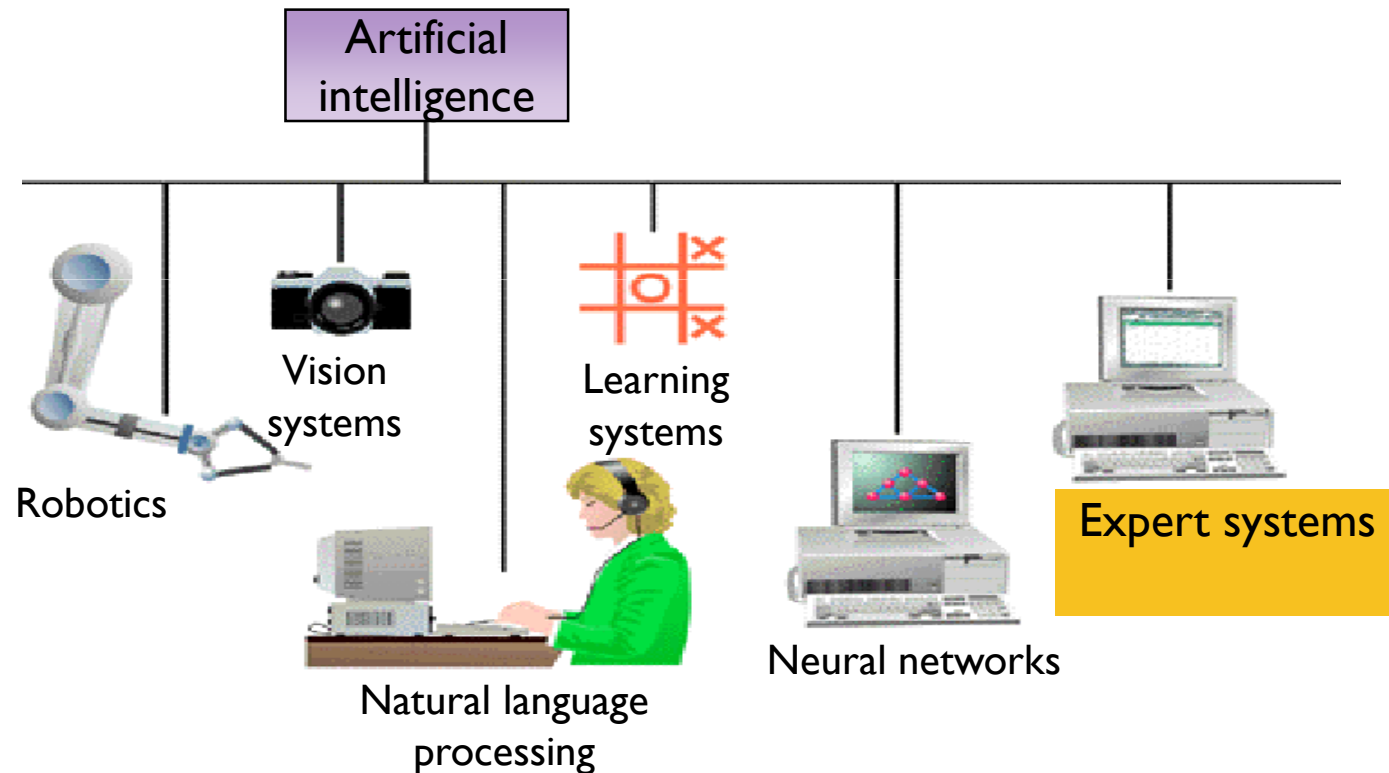 Artificial
intelligence
Vision
systems
Learning
systems
Robotics
Expert systems
Neural networks
Natural language
processing